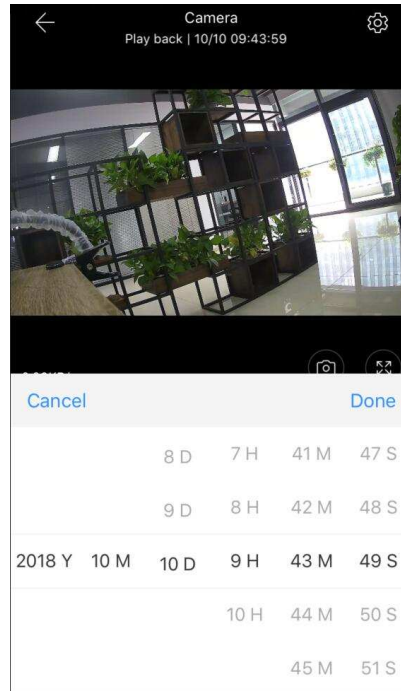 Camera
Play back | 10/10 09:43:59
Cancel Done
8 D 7 H 41 M 47 S
9 D 8 H 42 M 48 S
2018 Y 10 M 10 D 9 H 43 M 49 S
10 H 44 M 50 S
45 M 51 S